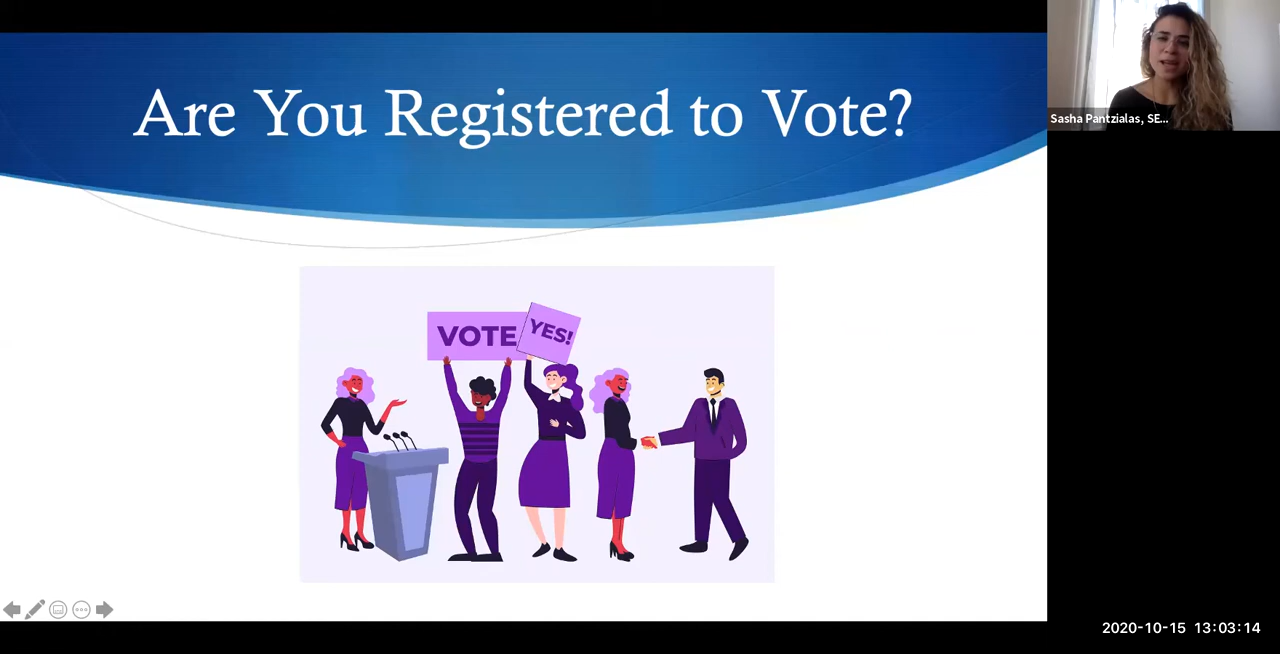 Are You Registered to Vote?
Sasha Pantzialas, SE...
VOTE
YES!
2020-10-15 13:03:14